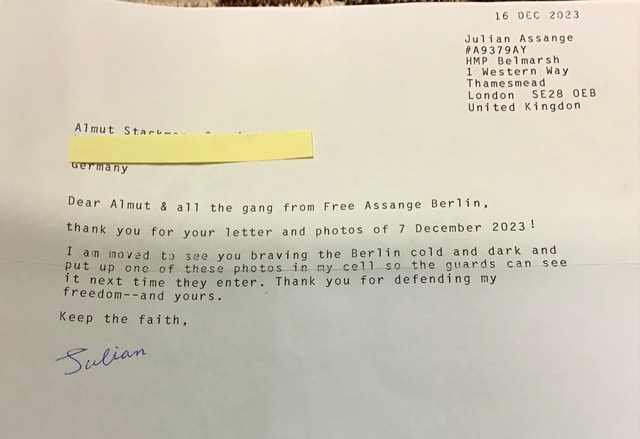 16 DEC 2023
Julian Assange
#A9379AY
HMP Belmarsh
1 Western Way
Thamesmead
London SE28 0EB
United Kingdon
Almut
Germany
Dear Almut & all the gang from Free Assange Berlin,
thank you for your letter and photos of 7 December 2023!
I am moved to see you braving the Berlin cold and dark and
put up one of these photos in my cell so the guards can see
it next time they enter. Thank you for defending my
freedom--and yours.
Keep the faith,
Julian